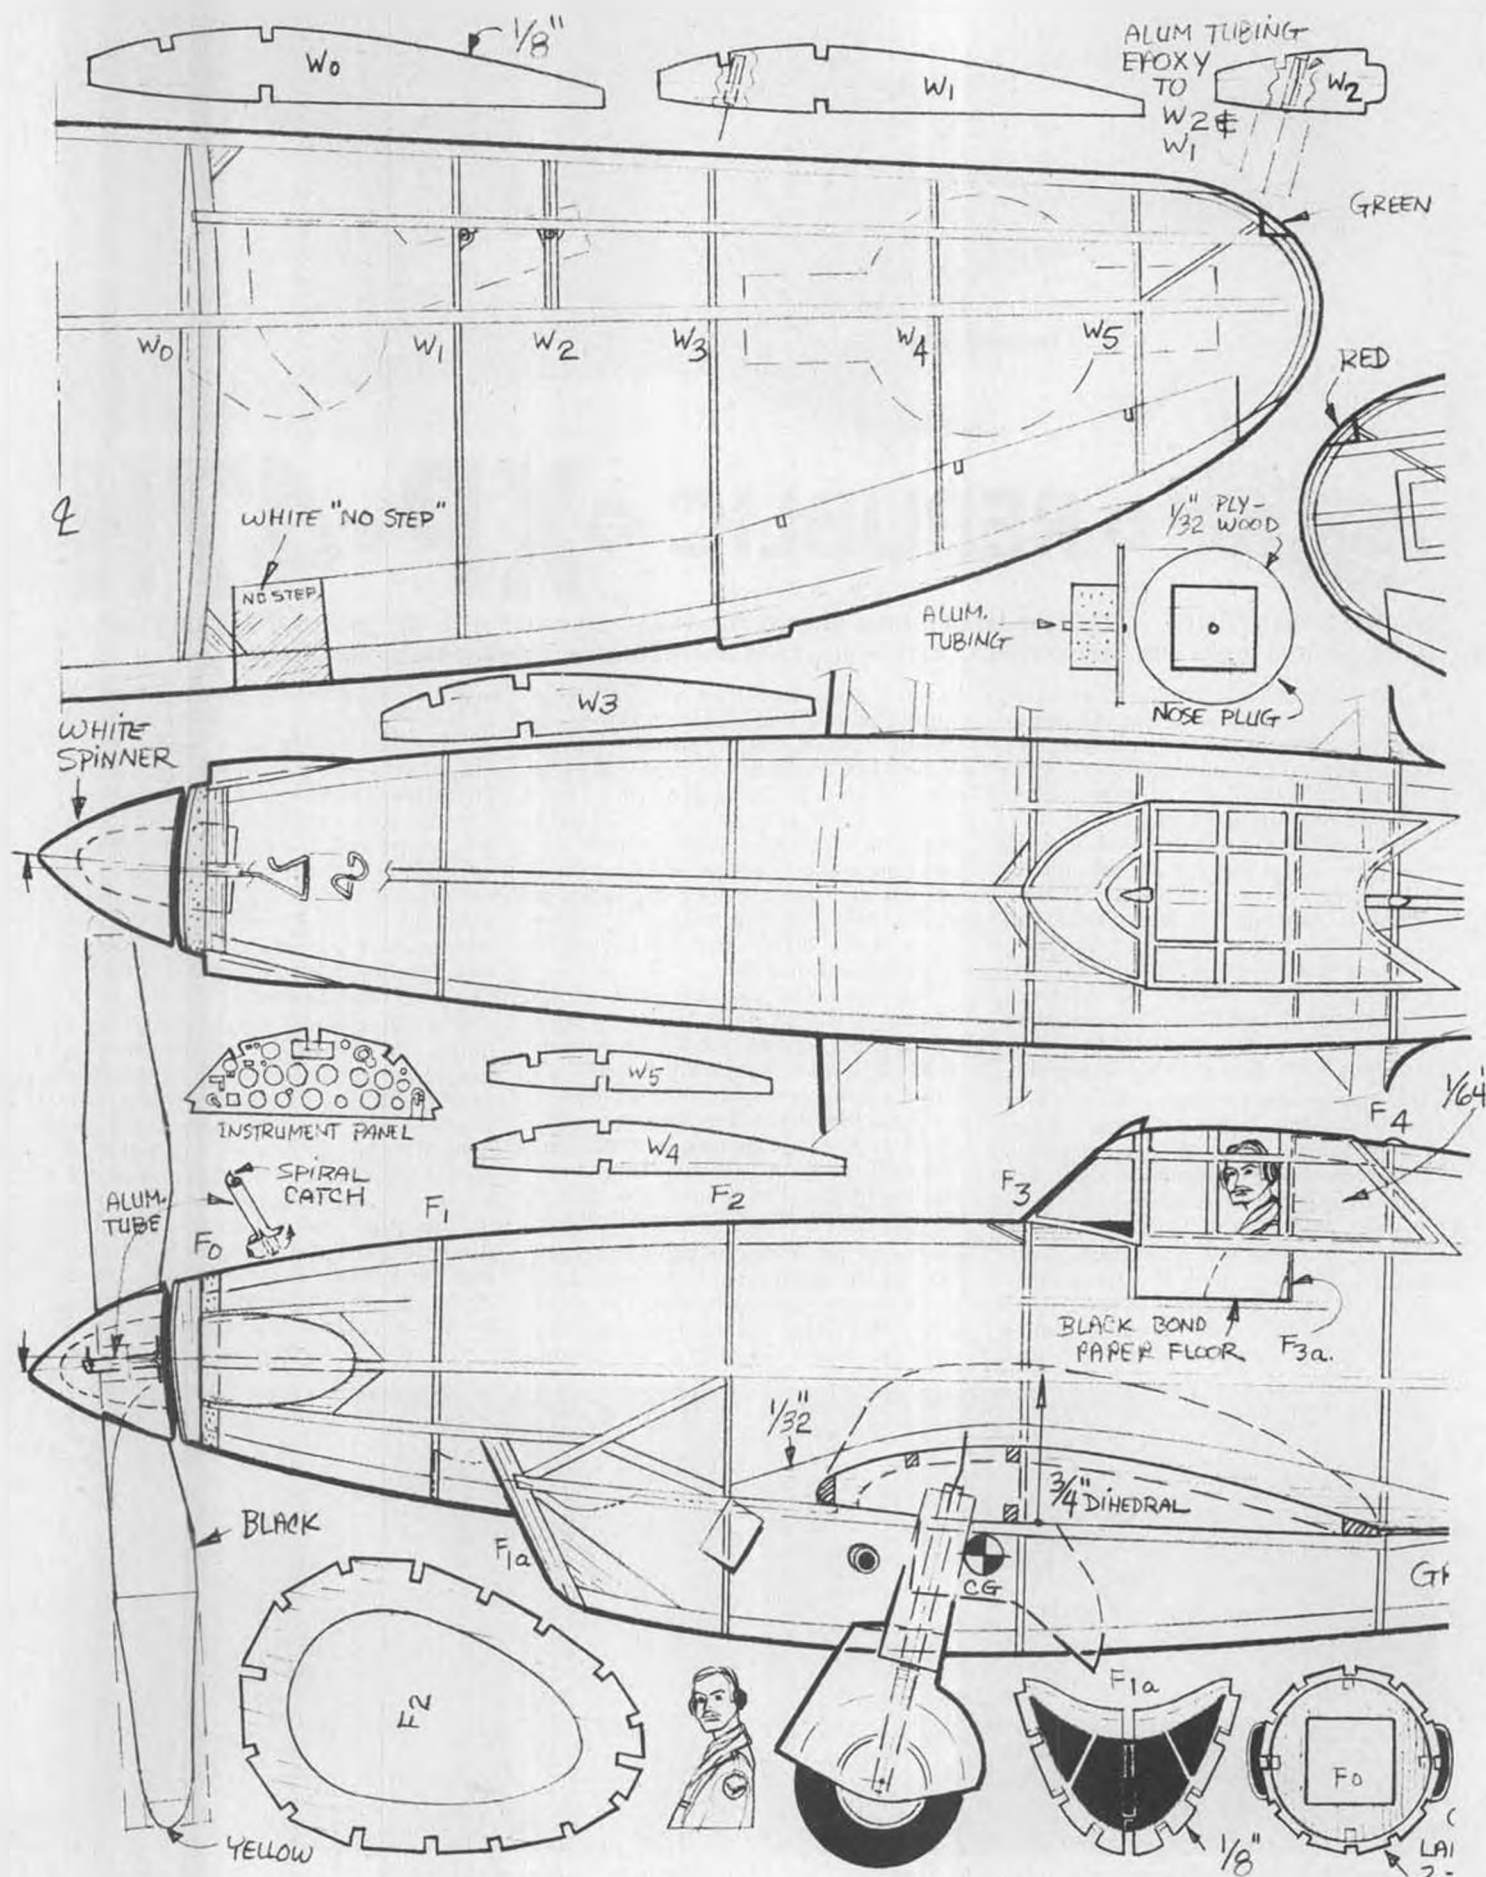 W0
1/8"
W1
ALUM TUBING
EPOXY
TO
W2 &
W1
W2
GREEN
W0
W1
W2
W3
W4
W5
RED
WHITE "NO STEP"
NO STEP
1/32" PLY-
WOOD
ALUM.
TUBING
NOSE PLUG
W3
WHITE
SPINNER
INSTRUMENT PANEL
W5
W4
1/64"
F4
SPIRAL
CATCH
ALUM.
TUBE
F0
F1
F2
F3
BLACK BOND
PAPER FLOOR
F3a.
1/32"
3/4" DIHEDRAL
BLACK
F1a
CG
F2
F1a
F0
YELLOW
1/8"